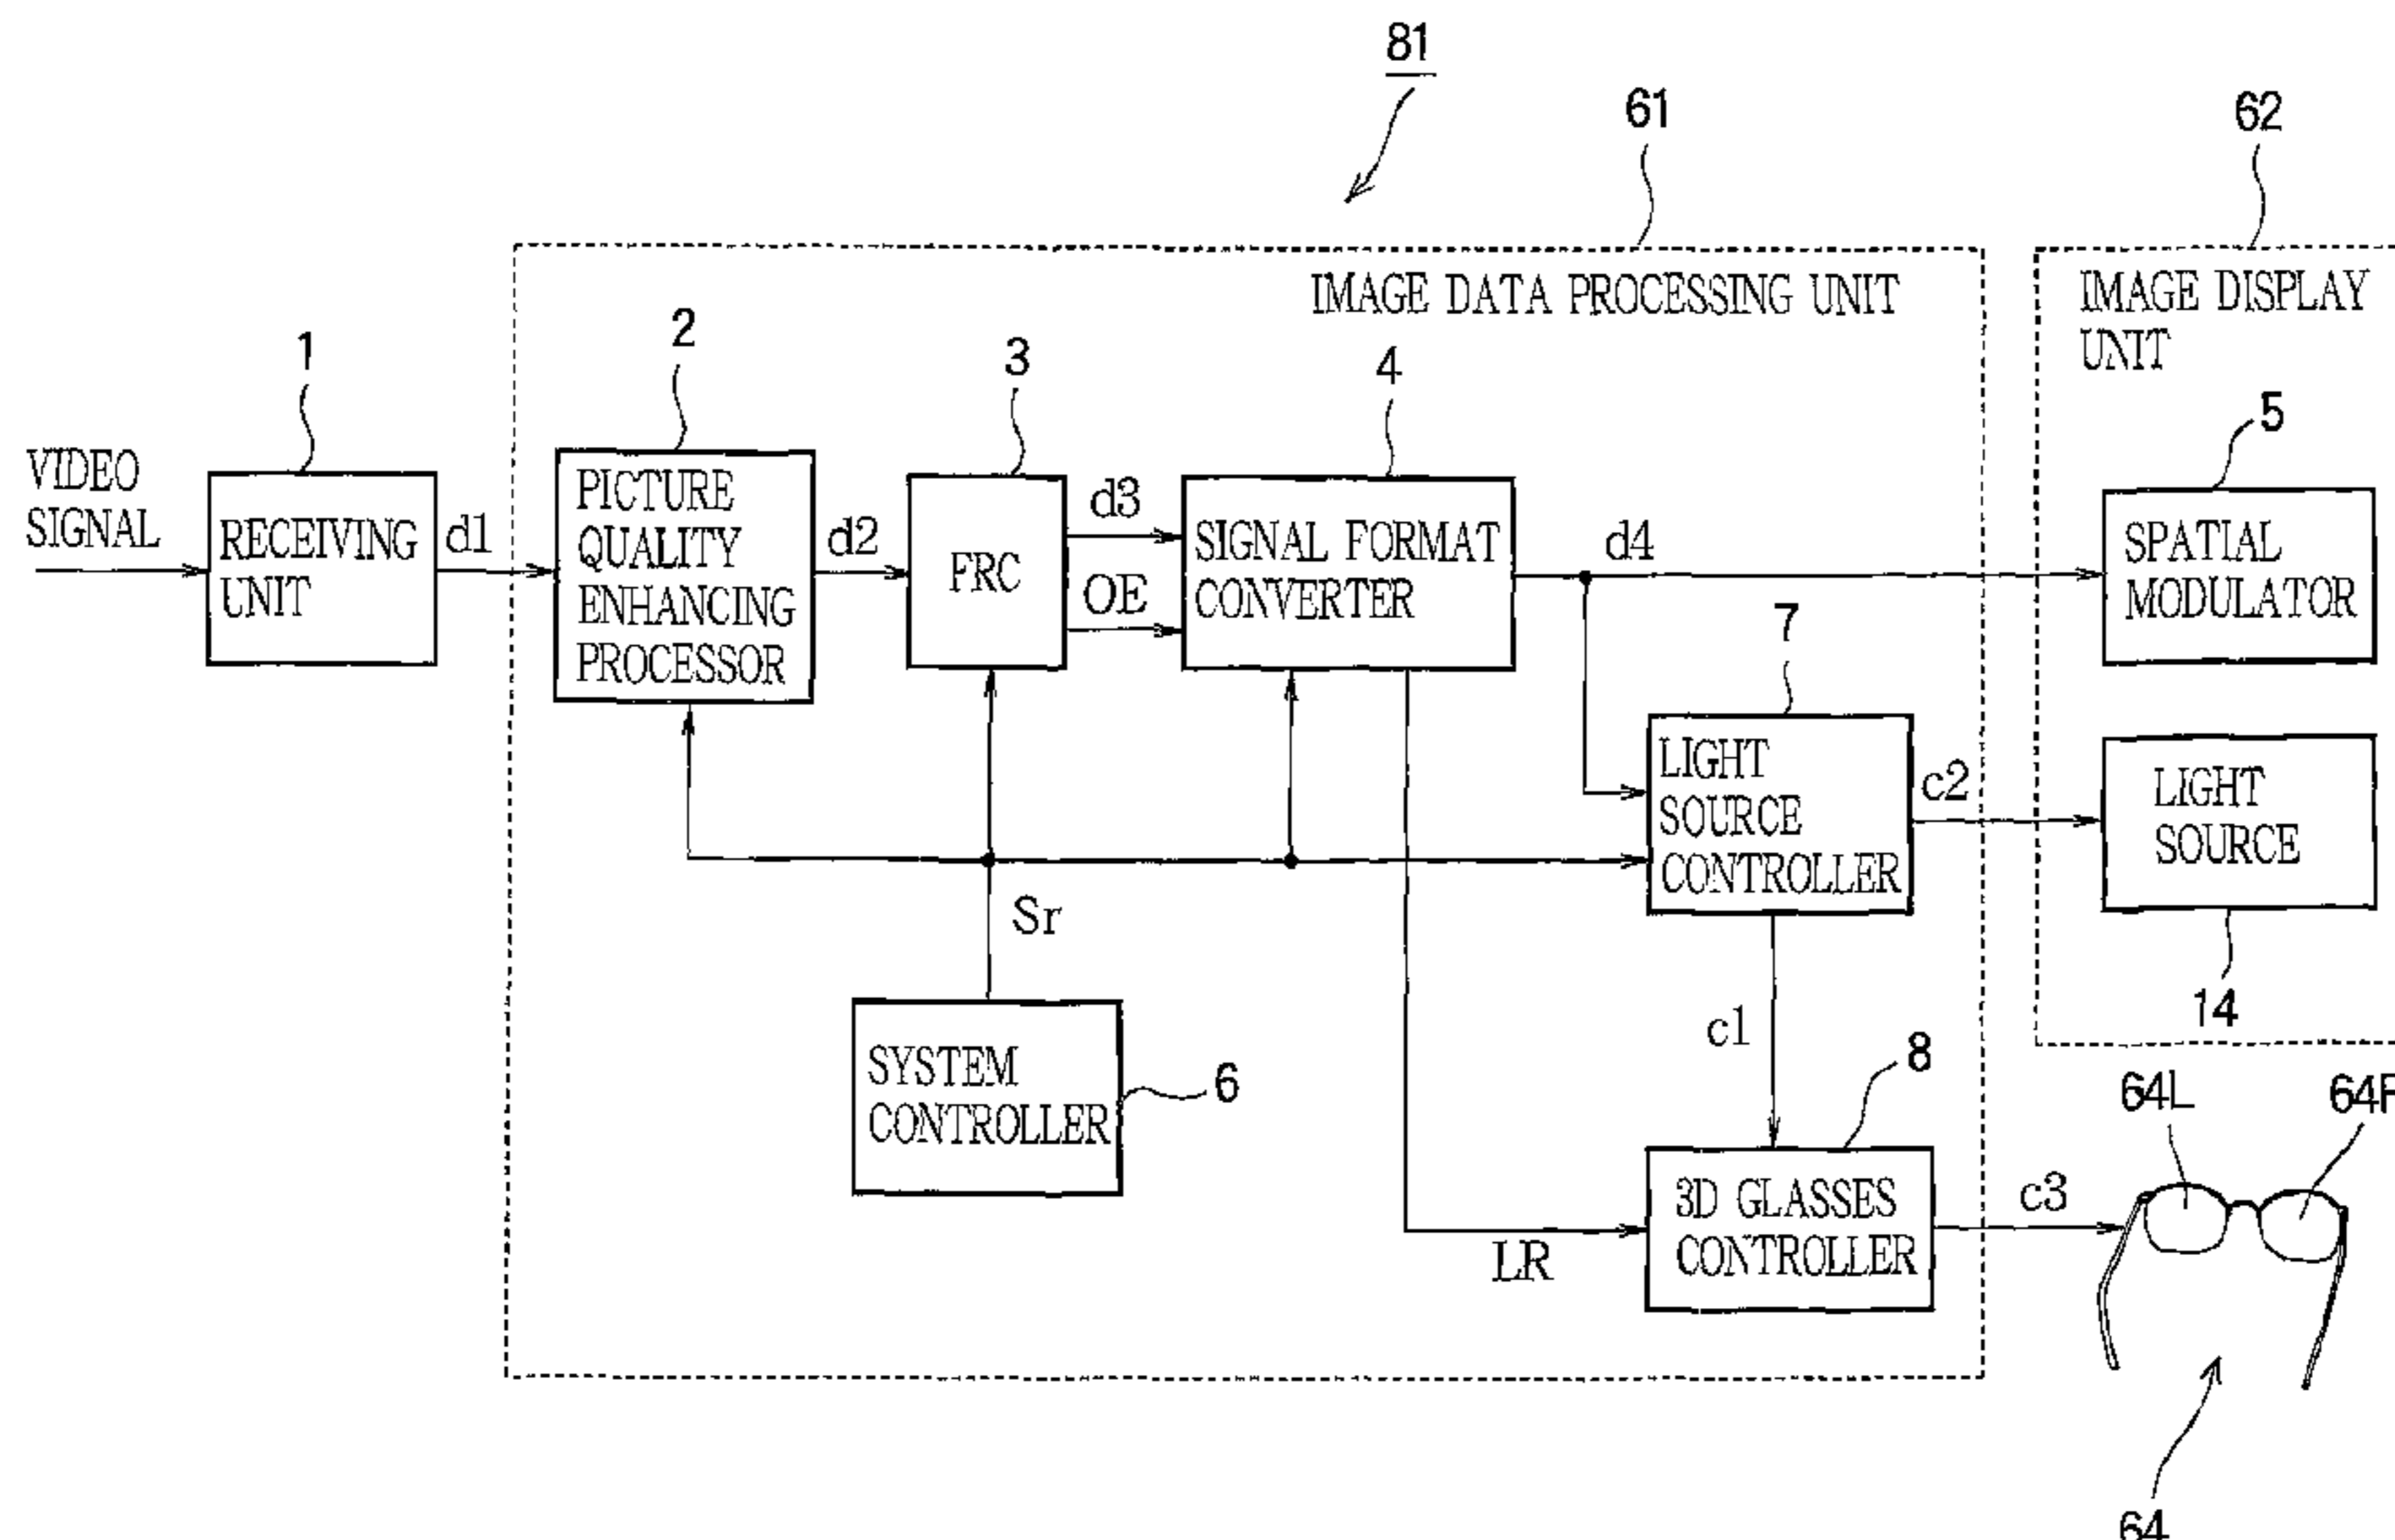 81
61
62
IMAGE DATA PROCESSING UNIT
IMAGE DISPLAY
UNIT
1
2
3
4
5
VIDEO
SIGNAL
RECEIVING
UNIT
d1
PICTURE
QUALITY
ENHANCING
PROCESSOR
d2
FRC
d3
OE
SIGNAL FORMAT
CONVERTER
d4
SPATIAL
MODULATOR
7
LIGHT
SOURCE
CONTROLLER
c2
LIGHT
SOURCE
14
Sr
SYSTEM
CONTROLLER
6
c1
8
3D GLASSES
CONTROLLER
LR
c3
64L
64R
64